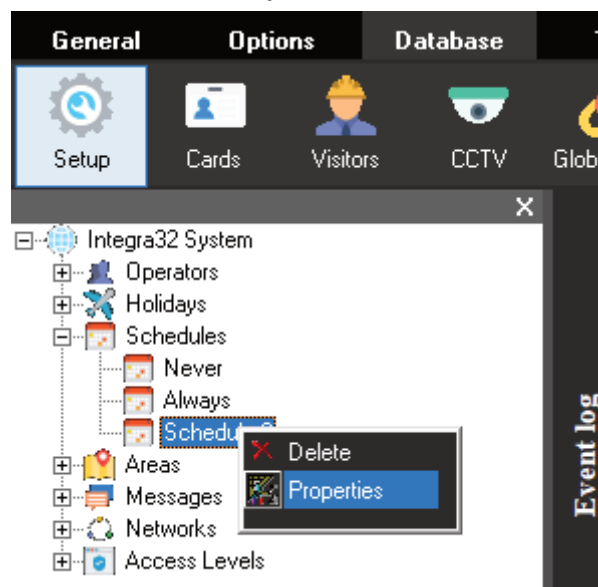 General Options Database
Setup Cards Visitors CCTV Glob
X
Integra32 System
Operators
Holidays
Schedules
Never
Always
Delete
Areas
Properties
Messages
Networks
Access Levels
Event log